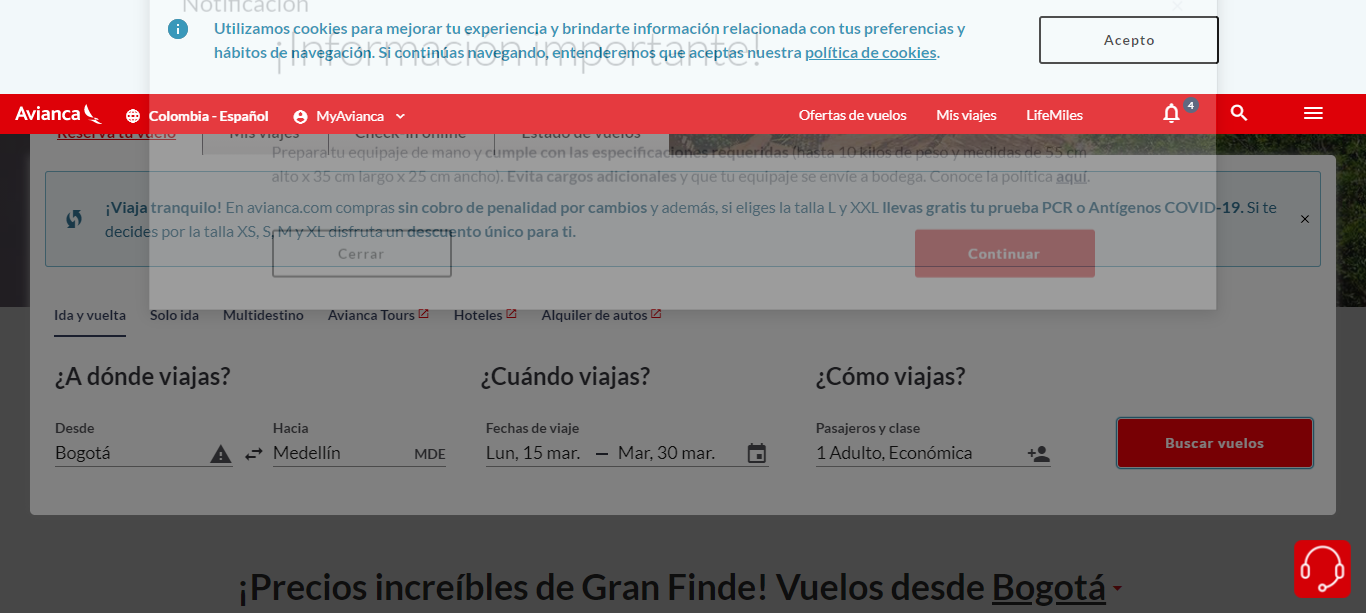 Notificación
Utilizamos cookies para mejorar tu experiencia y brindarte información relacionada con tus preferencias y
hábitos de navegación. Si continúas navegando, entenderemos que aceptas nuestra política de cookies.
Acepto
¡Información importante!
Avianca
Colombia - Español
MyAvianca
Ofertas de vuelos
Mis viajes
LifeMiles
4
Reserva tu vuelo
Mis viajes
Check-in online
Estado de vuelos
Prepara tu equipaje de mano y cumple con las especificaciones requeridas (hasta 10 kilos de peso y medidas de 55 cm
alto x 35 cm largo x 25 cm ancho). Evita cargos adicionales y que tu equipaje se envíe a bodega. Conoce la política aquí.
¡Viaja tranquilo! En avianca.com compras sin cobro de penalidad por cambios y además, si eliges la talla L y XXL llevas gratis tu prueba PCR o Antígenos COVID-19. Si te
decides por la talla XS, S, M y XL disfruta un descuento único para ti.
Cerrar
Continuar
Ida y vuelta
Solo ida
Multidestino
Avianca Tours
Hoteles
Alquiler de autos
¿A dónde viajas?
¿Cuándo viajas?
¿Cómo viajas?
Desde
Hacia
Fechas de viaje
Pasajeros y clase
Bogotá
Medellín
MDE
Lun, 15 mar. — Mar, 30 mar.
1 Adulto, Económica
Buscar vuelos
¡Precios increíbles de Gran Finde! Vuelos desde Bogotá